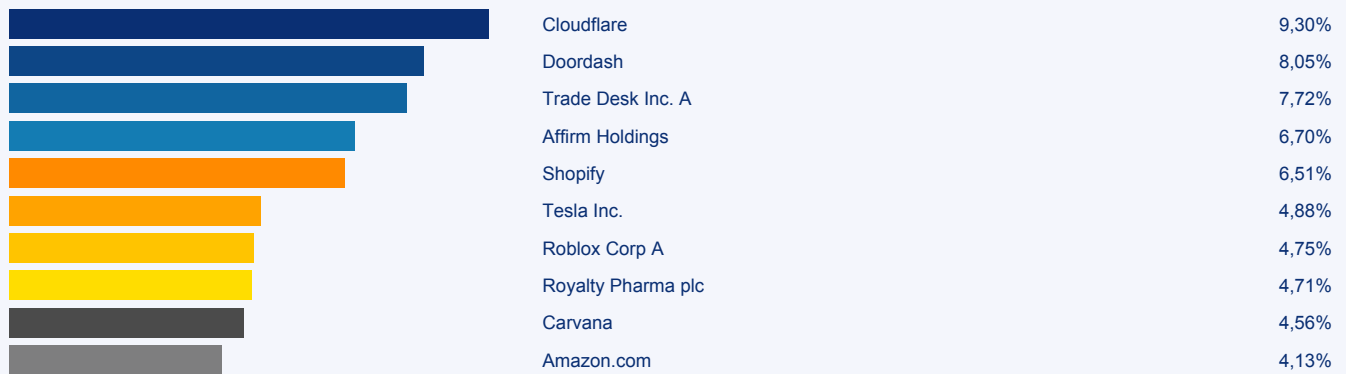 Cloudflare 9,30%
Doordash 8,05%
Trade Desk Inc. A 7,72%
Affirm Holdings 6,70%
Shopify 6,51%
Tesla Inc. 4,88%
Roblox Corp A 4,75%
Royalty Pharma plc 4,71%
Carvana 4,56%
Amazon.com 4,13%